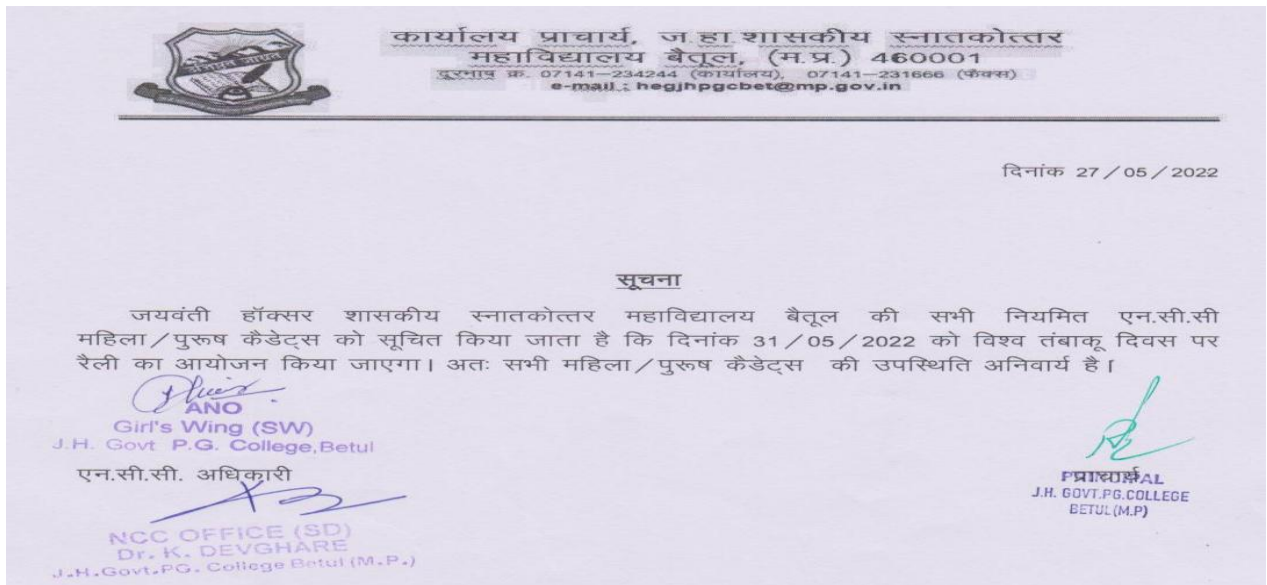 कार्यालय प्राचार्य, ज.हा.शासकीय स्नातकोत्तर
महाविद्यालय बैतूल, (म.प्र.) 460001
दूरभाष क्र. 07141–234244 (कार्यालय), 07141–231666 (फैक्स)
e-mail : hegjhpgcbet@mp.gov.in
दिनांक 27/05/2022
सूचना
जयवंती हॉक्सर शासकीय स्नातकोत्तर महाविद्यालय बैतूल की सभी नियमित एन.सी.सी
महिला/पुरूष कैडेट्स को सूचित किया जाता है कि दिनांक 31/05/2022 को विश्व तंबाकू दिवस पर
रैली का आयोजन किया जाएगा। अतः सभी महिला/पुरूष कैडेट्स की उपस्थिति अनिवार्य है।
ANO
Girl's Wing (SW)
J.H. Govt P.G. College,Betul
एन.सी.सी. अधिकारी
NCC OFFICE (SD)
Dr. K. DEVGHARE
J.H.Govt.PG. College Betul (M.P.)
प्राचार्य
PRINCIPAL
J.H. GOVT.PG.COLLEGE
BETUL (M.P)